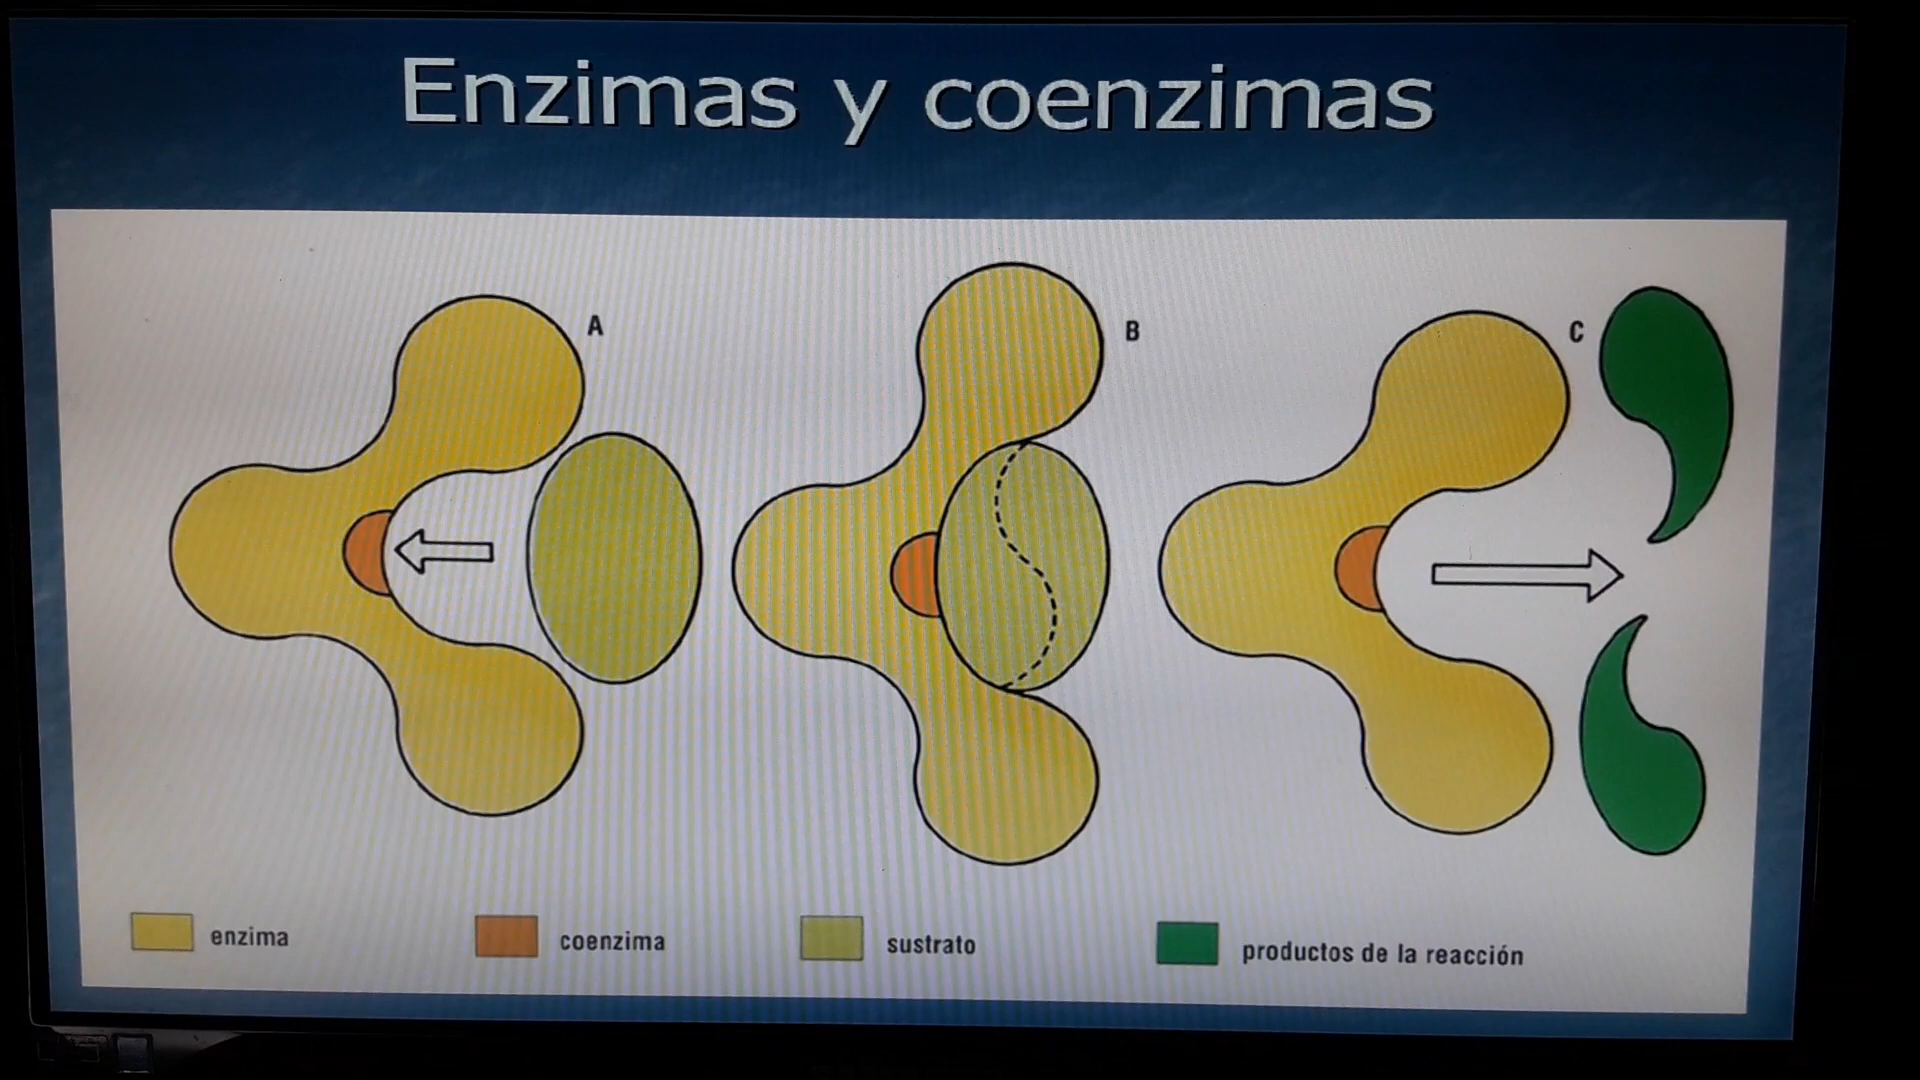 Enzimas y coenzimas
A
B
C
enzima
coenzima
sustrato
productos de la reacción